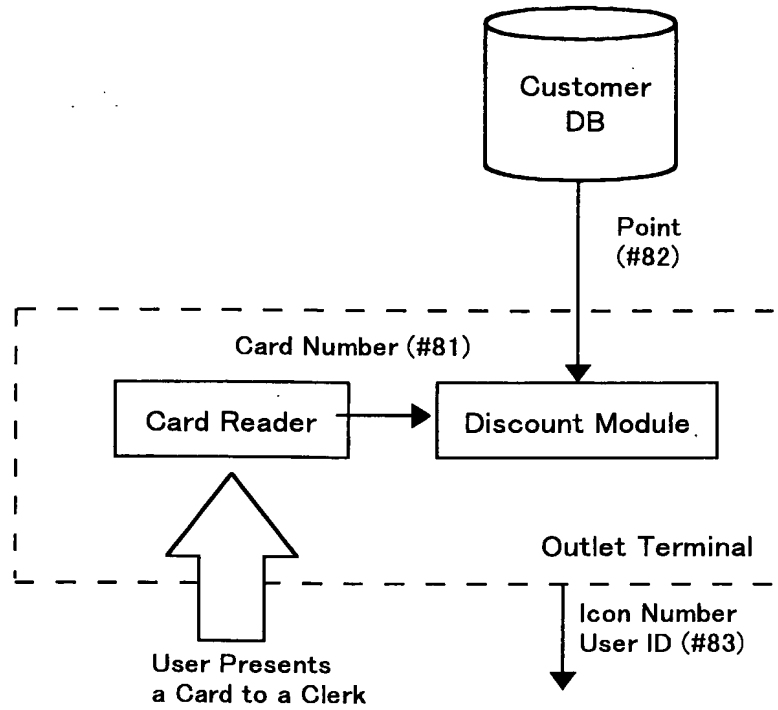 Customer
DB
Point
(#82)
Card Number (#81)
Card Reader
Discount Module
Outlet Terminal
Icon Number
User ID (#83)
User Presents
a Card to a Clerk